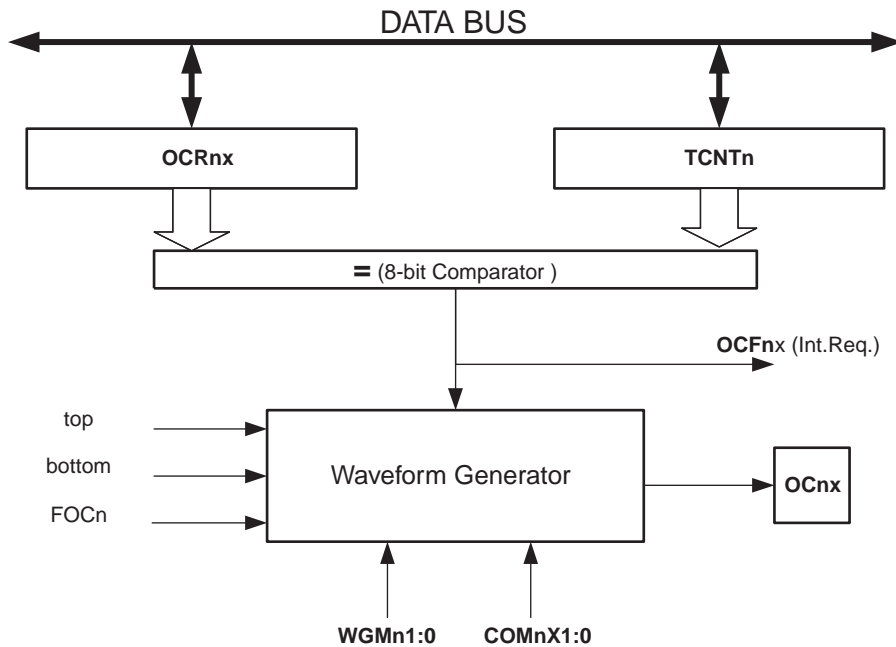 DATA BUS
OCRnx
TCNTn
= (8-bit Comparator )
OCFnx (Int.Req.)
top
bottom
FOCn
Waveform Generator
OCnx
WGMn1:0
COMnX1:0